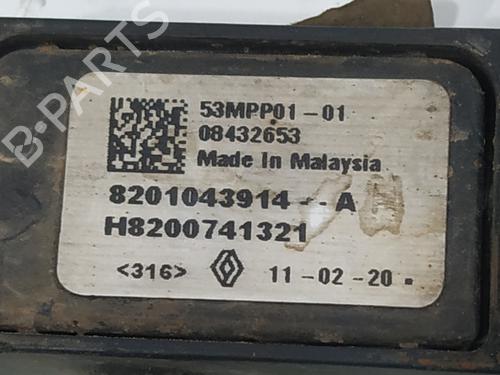 B-PARTS
53MPP01-01
08432653
Made In Malaysia
8201043914--A
H8200741321
<316> 11-02-20